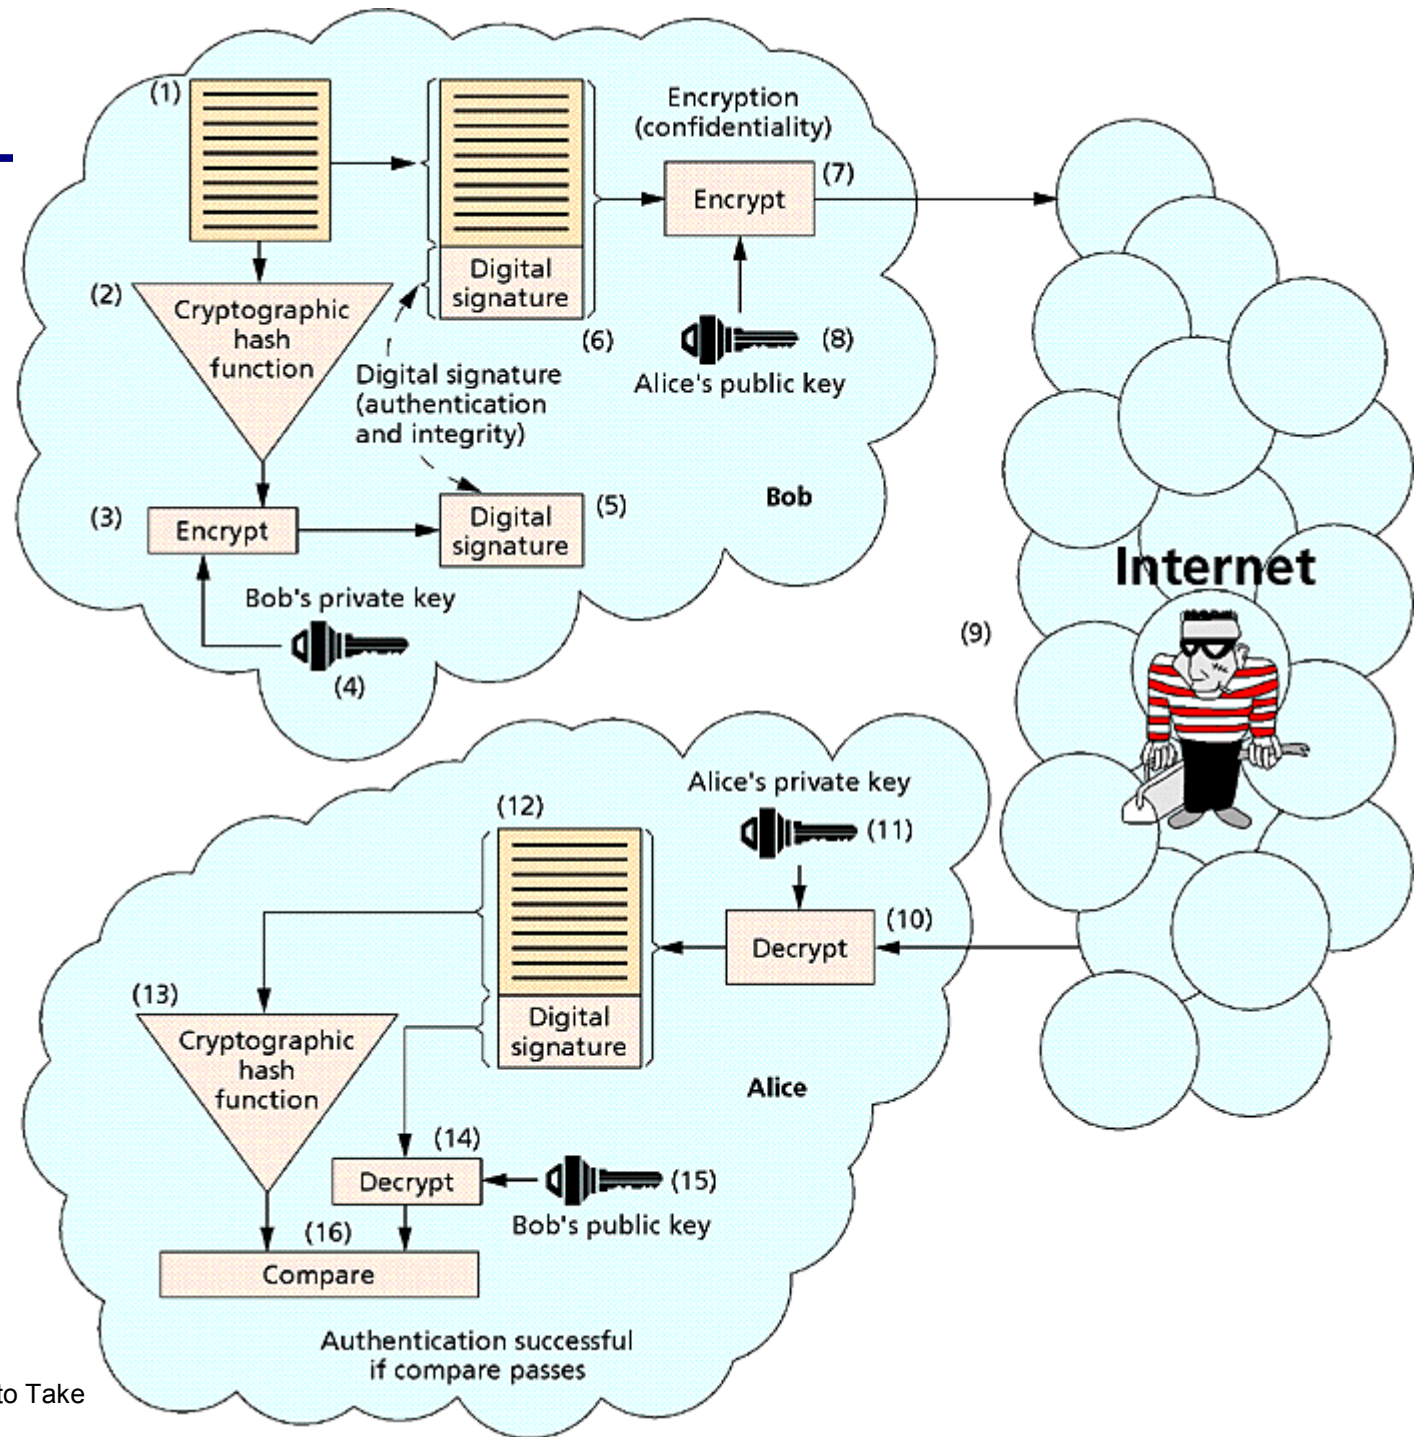 (1)
Encryption
(confidentiality)
(7)
Encrypt
Digital
signature
(2)
Cryptographic
hash
function
(6)
(8)
Alice's public key
Digital signature
(authentication
and integrity)
Bob
(3)
Encrypt
Digital
signature
(5)
Bob's private key
(4)
Internet
(9)
Alice's private key
(11)
(12)
(10)
Decrypt
Digital
signature
(13)
Cryptographic
hash
function
Alice
(14)
Decrypt
(15)
Bob's public key
(16)
Compare
Authentication successful
if compare passes
to Take